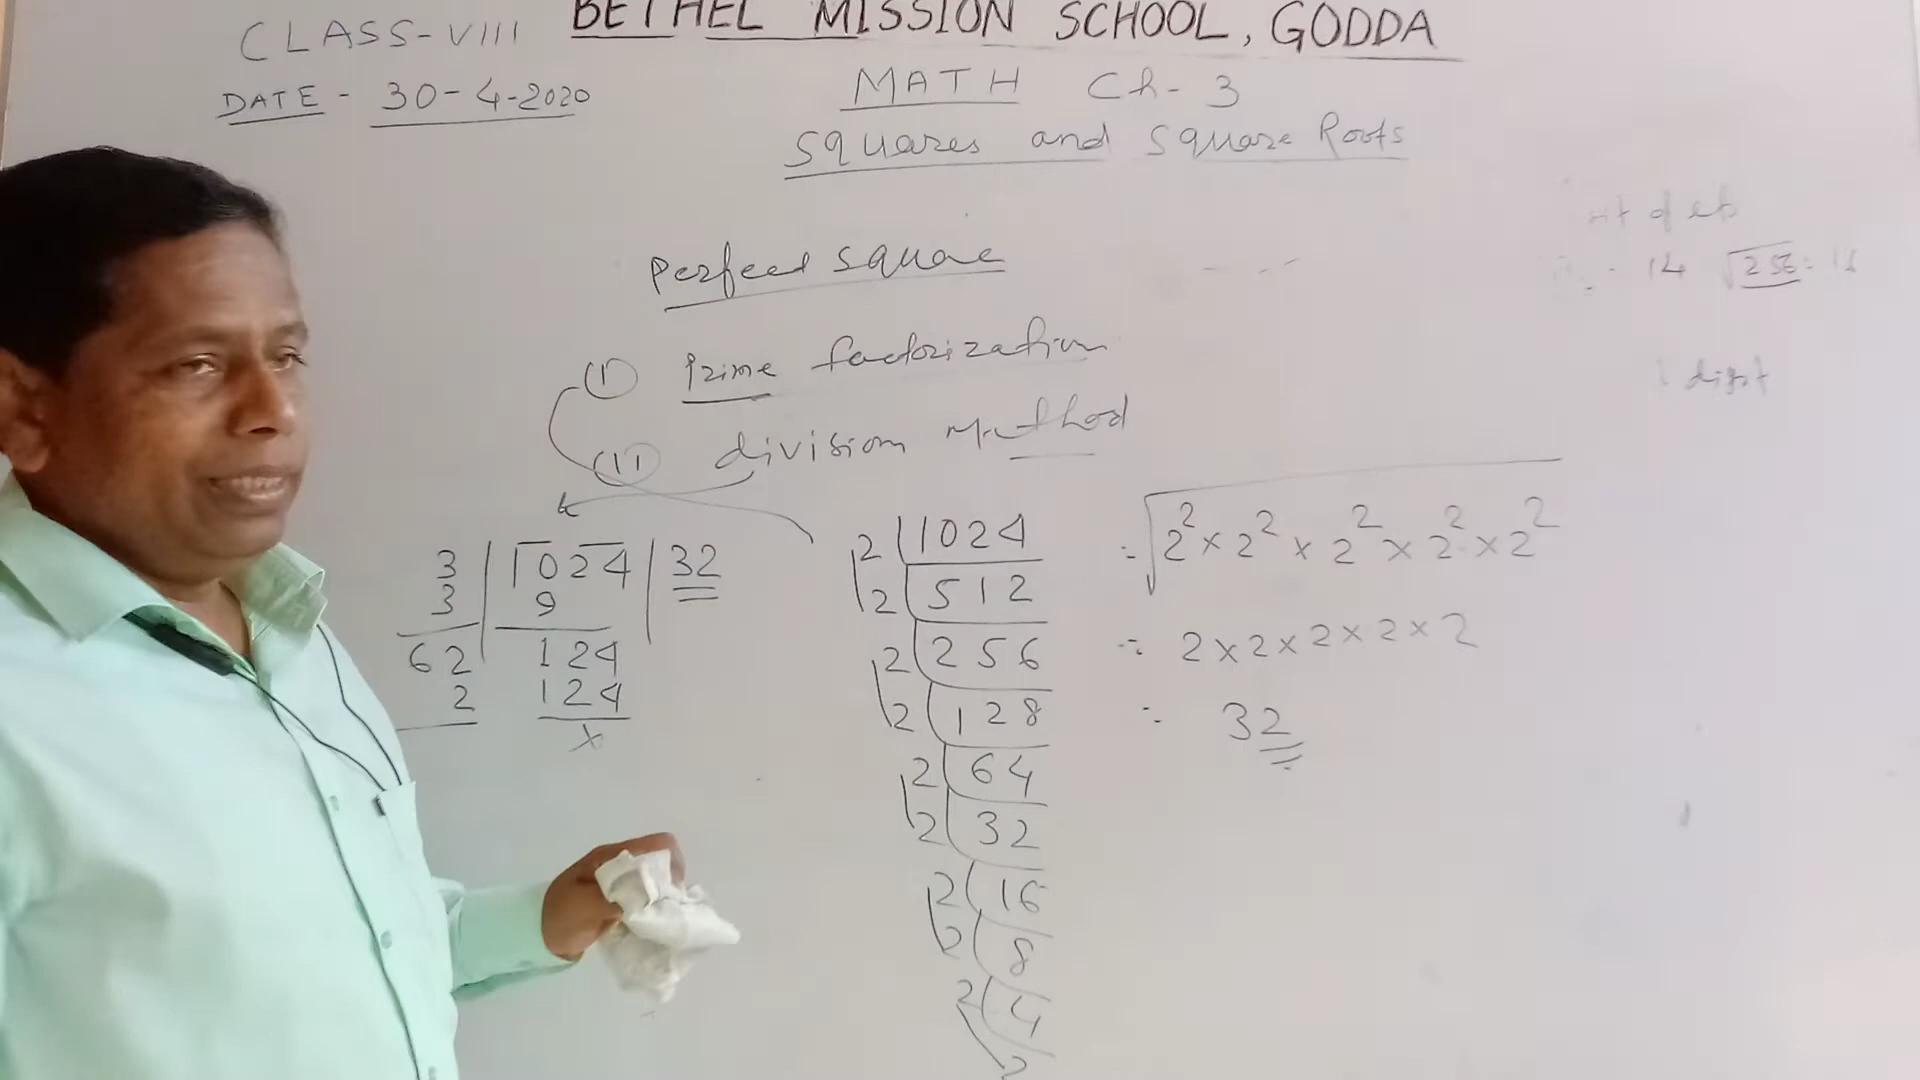 BETHEL MISSION SCHOOL, GODDA
CLASS-VIII
DATE - 30-4-2020
MATH Ch-3
Squares and Square Roots
Perfect Square
(I) Prime factorization
(II) division Method
3 | 1024 | 32
3 9
62 124
2 124
x
2 | 1024
2 | 512
2 | 256
2 | 128
2 | 64
2 | 32
2 | 16
2 | 8
2 | 4
2
= √2² × 2² × 2² × 2² × 2²
= 2 × 2 × 2 × 2 × 2
= 32
14 √256 =
digit